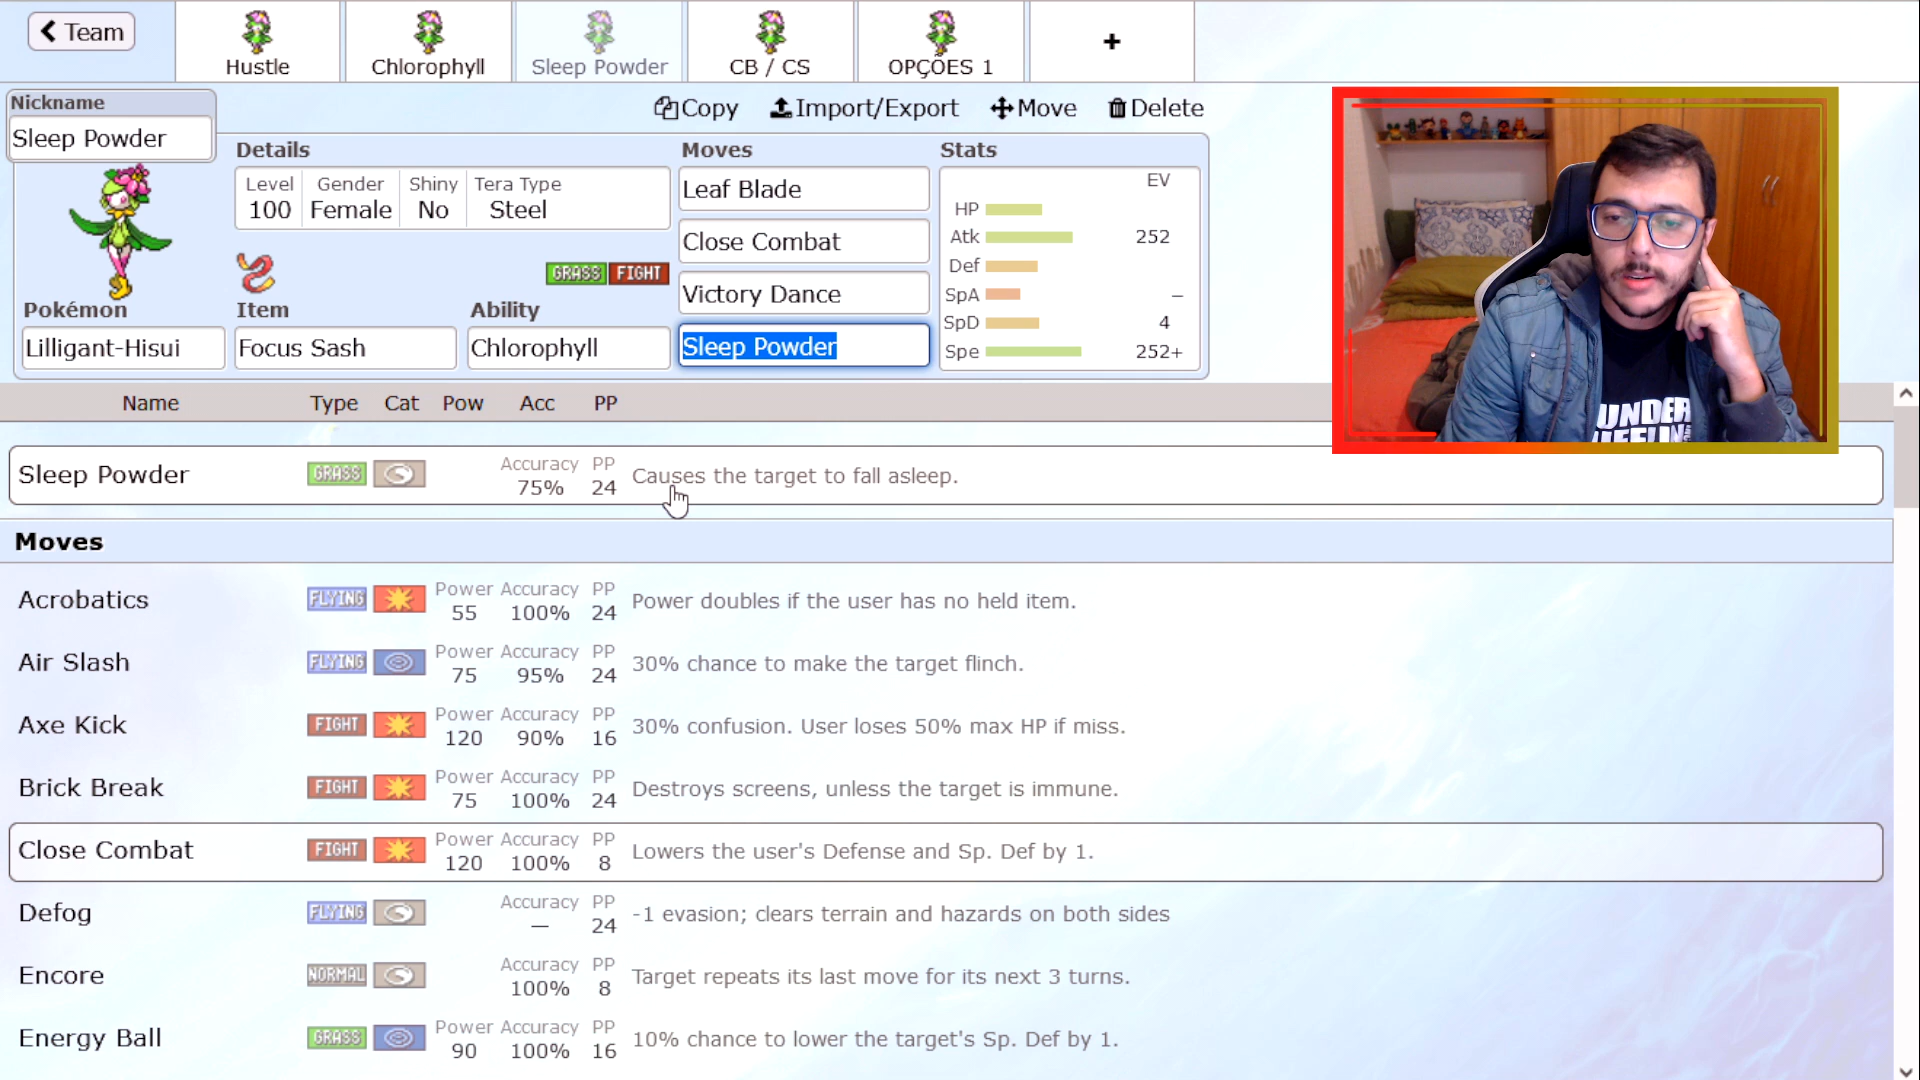 Team
Hustle
Chlorophyll
Sleep Powder
CB / CS
OPÇÕES 1
+
Nickname
Sleep Powder
Copy
Import/Export
Move
Delete
Details
Level
100
Gender
Female
Shiny
No
Tera Type
Steel
GRASS FIGHT
Pokémon
Lilligant-Hisui
Item
Focus Sash
Ability
Chlorophyll
Moves
Leaf Blade
Close Combat
Victory Dance
Sleep Powder
Stats
EV
HP
Atk 252
Def
SpA –
SpD 4
Spe 252+
UNDER
Name Type Cat Pow Acc PP
Sleep Powder GRASS Accuracy 75% PP 24 Causes the target to fall asleep.
Moves
Acrobatics FLYING Power 55 Accuracy 100% PP 24 Power doubles if the user has no held item.
Air Slash FLYING Power 75 Accuracy 95% PP 24 30% chance to make the target flinch.
Axe Kick FIGHT Power 120 Accuracy 90% PP 16 30% confusion. User loses 50% max HP if miss.
Brick Break FIGHT Power 75 Accuracy 100% PP 24 Destroys screens, unless the target is immune.
Close Combat FIGHT Power 120 Accuracy 100% PP 8 Lowers the user's Defense and Sp. Def by 1.
Defog FLYING Accuracy — PP 24 -1 evasion; clears terrain and hazards on both sides
Encore NORMAL Accuracy 100% PP 8 Target repeats its last move for its next 3 turns.
Energy Ball GRASS Power 90 Accuracy 100% PP 16 10% chance to lower the target's Sp. Def by 1.